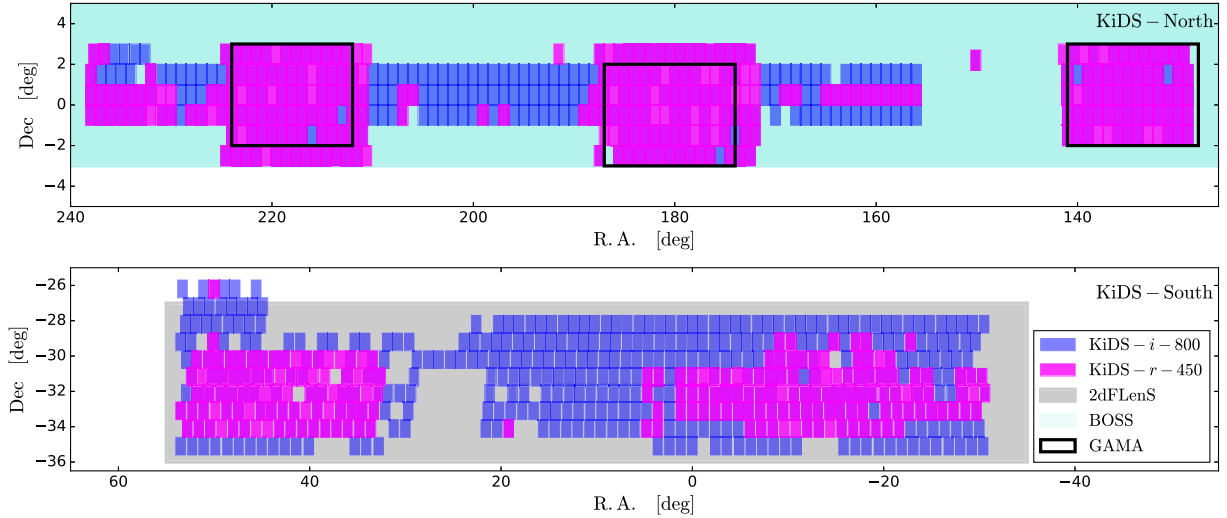 KiDS − North
4
2
0
−2
−4
Dec [deg]
240 220 200 180 160 140
R. A. [deg]
KiDS − South
−26
−28
−30
−32
−34
−36
Dec [deg]
KiDS − i − 800
KiDS − r − 450
2dFLenS
BOSS
GAMA
60 40 20 0 −20 −40
R. A. [deg]